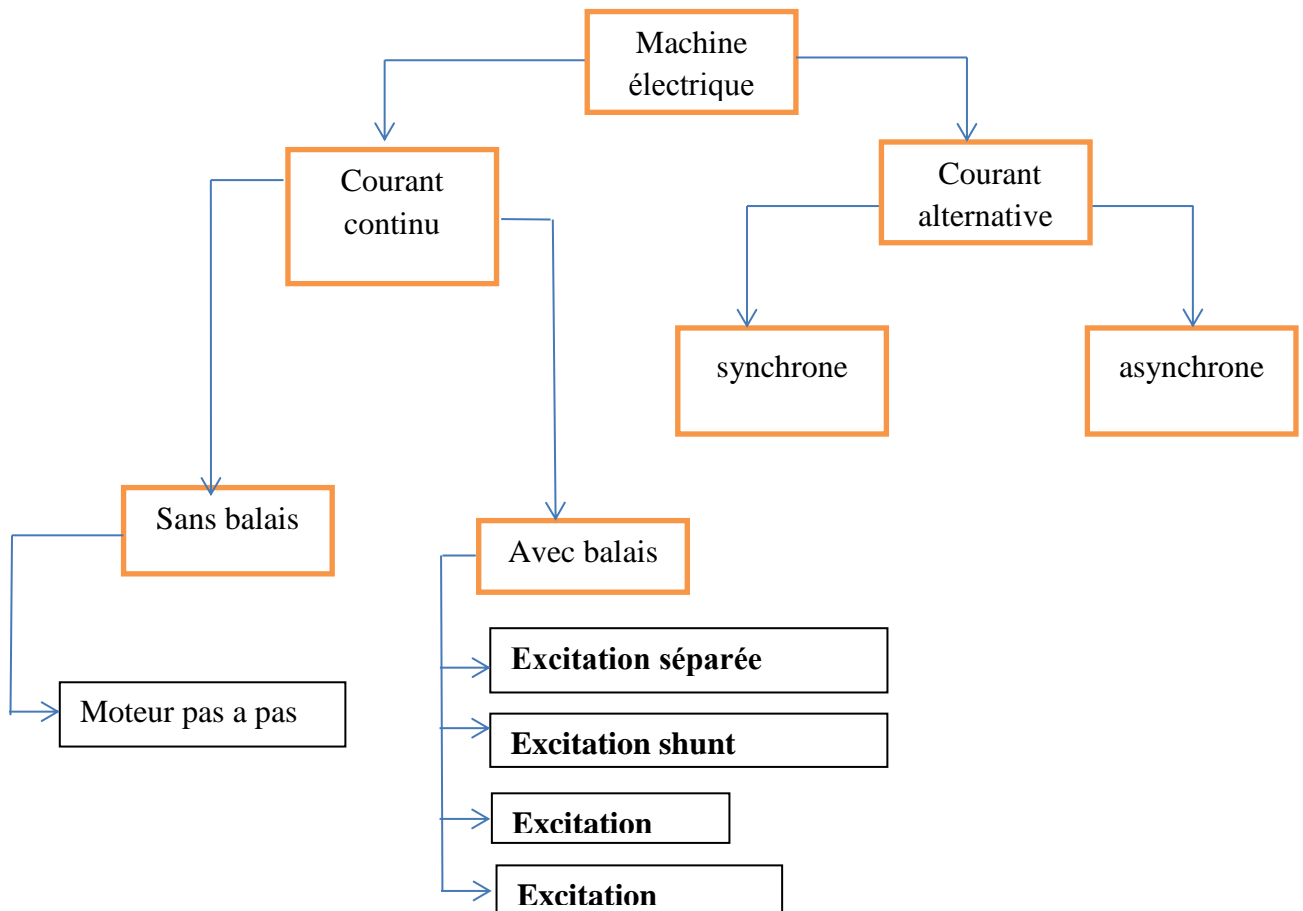 Machine
électrique
Courant
continu
Courant
alternative
synchrone
asynchrone
Sans balais
Avec balais
Excitation séparée
Moteur pas a pas
Excitation shunt
Excitation
Excitation